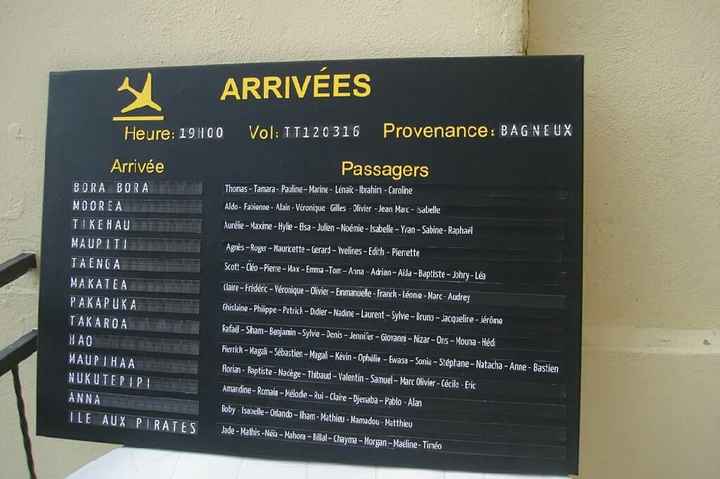 ARRIVÉES
Heure: 19H00 Vol: TT120316 Provenance: BAGNEUX
Arrivée Passagers
BORA BORA Thomas - Tamara - Pauline - Marine - Lénaïc - Ibrahim - Caroline
MOOREA Aldo - Fabienne - Alain - Véronique - Gilles - Olivier - Jean Marc - Isabelle
TIKEHAU Aurélie - Maxime - Hylie - Elsa - Julien - Noémie - Isabelle - Yvan - Sabine - Raphaël
MAUPITI Agnès - Roger - Mauricette - Gerard - Yvelines - Edith - Pierrette
TAENGA Scott - Cléo - Pierre - Max - Emma - Tom - Anna - Adrian - Aïda - Baptiste - Johry - Léa
MAKATEA Claire - Frédéric - Véronique - Olivier - Emmanuelle - Franck - Léonie - Marc - Audrey
PAKAPUKA Ghislaine - Philippe - Patrick - Didier - Nadine - Laurent - Sylvie - Bruno - Jacqueline - Jérôme
TAKAROA Rafaël - Siham - Benjamin - Sylvie - Denis - Jennifer - Giovanni - Nizar - Ons - Mouna - Hédi
HAO Pierrick - Magali - Sébastien - Magali - Kévin - Ophélie - Ewasa - Sonia - Stéphane - Natacha - Anne - Bastien
MAUPIHAA Florian - Baptiste - Nadège - Thibaud - Valentin - Samuel - Marc Olivier - Cécile - Eric
NUKUTEPIPI Amandine - Romain - Mélodie - Rui - Claire - Djenaba - Pablo - Alan
ANNA Boby - Isabelle - Orlando - Ilham - Mathieu - Mamadou - Matthieu
ILE AUX PIRATES Jade - Mathis - Néïa - Mahora - Billal - Chayma - Morgan - Maéline - Timéo